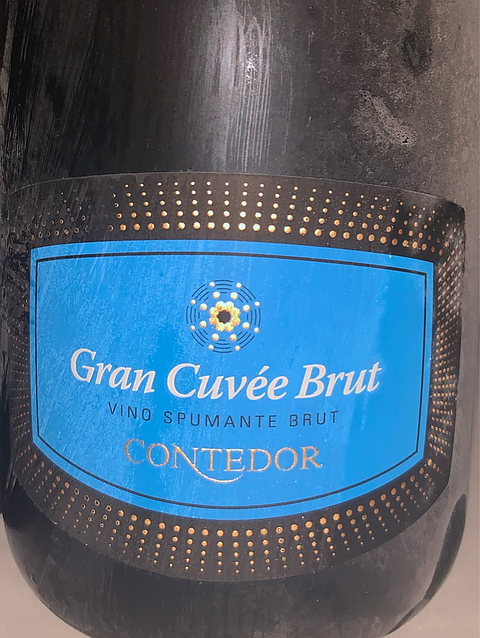 Gran Cuvée Brut
VINO SPUMANTE BRUT
CONTEDOR